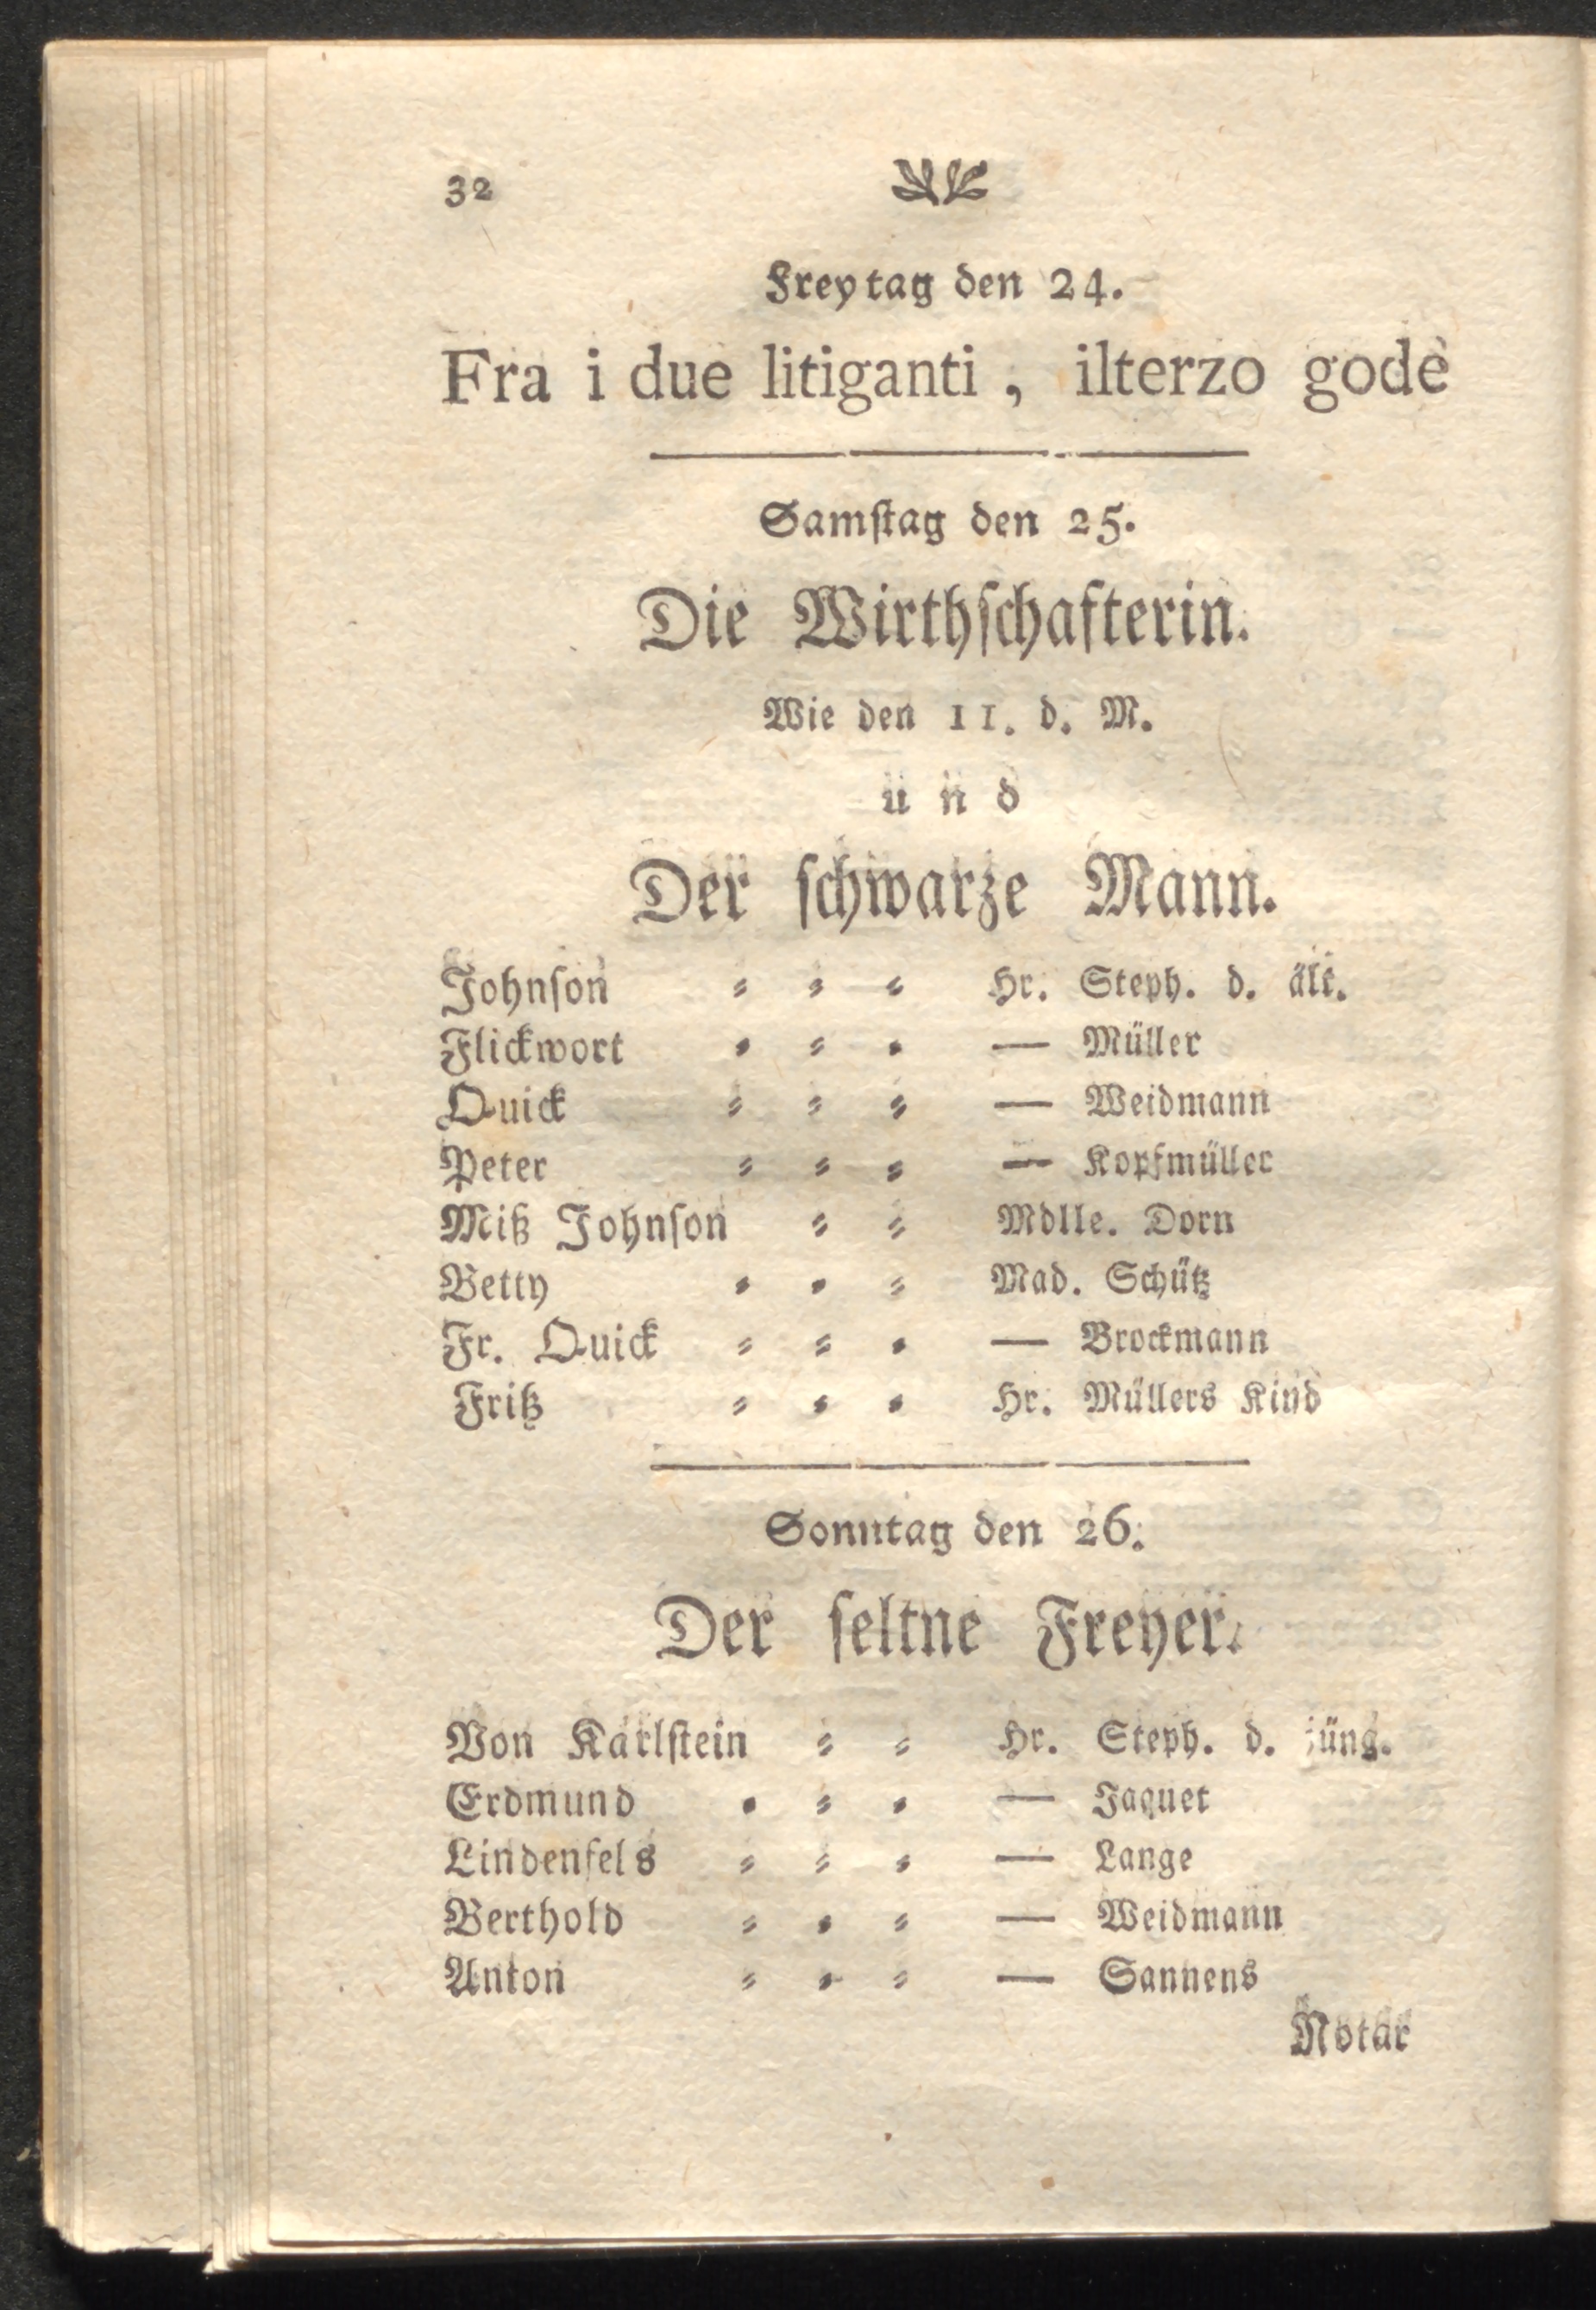 32
Freytag den 24.
Fra i due litiganti, ilterzo gode
Samſtag den 25.
Die Wirthſchafterin.
Wie den 11. d. M.
und
Der ſchwarze Mann.
Johnſon = = = Hr. Steph. d. ält.
Flickwort = = = — Müller
Quick = = = — Weidmann
Peter = = = — Kopfmüller
Miß Johnſon = = Mdlle. Dorn
Betty = = = Mad. Schütz
Fr. Quick = = = — Brockmann
Fritz = = = Hr. Müllers Kind
Sonntag den 26.
Der ſeltne Freyer.
Von Karlſtein = = Hr. Steph. d. jüng.
Erdmund = = = — Jaquet
Lindenfels = = = — Lange
Berthold = = = — Weidmann
Anton = = = — Sannens
Notar